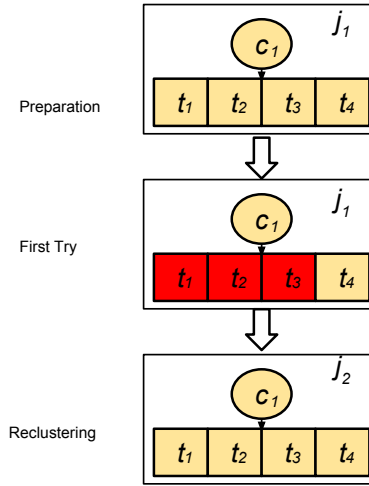 j₁
c₁
Preparation
t₁ t₂ t₃ t₄
j₁
c₁
First Try
t₁ t₂ t₃ t₄
j₂
c₁
Reclustering
t₁ t₂ t₃ t₄